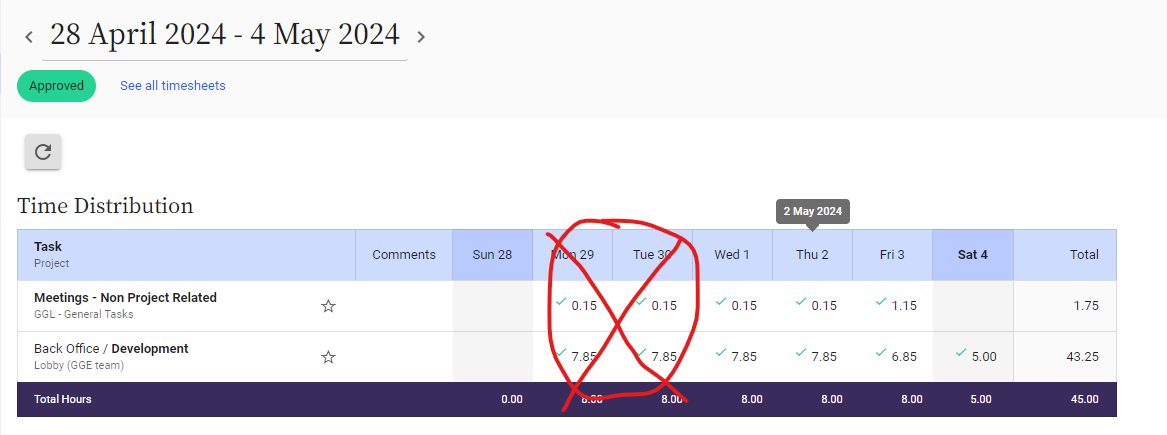 28 April 2024 - 4 May 2024
Approved See all timesheets
Time Distribution
2 May 2024
Task Comments Sun 28 Mon 29 Tue 30 Wed 1 Thu 2 Fri 3 Sat 4 Total
Project
Meetings - Non Project Related 0.15 0.15 0.15 0.15 1.15 1.75
GGL - General Tasks
Back Office / Development 7.85 7.85 7.85 7.85 6.85 5.00 43.25
Lobby (GGE team)
Total Hours 0.00 8.00 8.00 8.00 8.00 8.00 5.00 45.00